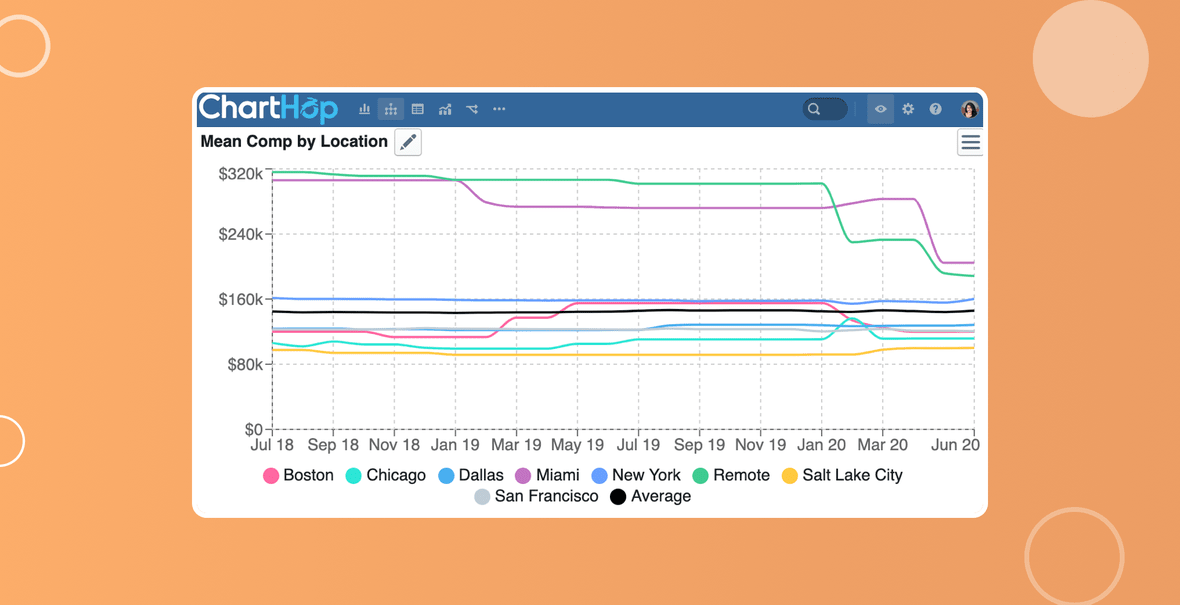 ChartHop
Mean Comp by Location
$320k
$240k
$160k
$80k
$0
Jul 18 Sep 18 Nov 18 Jan 19 Mar 19 May 19 Jul 19 Sep 19 Nov 19 Jan 20 Mar 20 Jun 20
Boston Chicago Dallas Miami New York Remote Salt Lake City
San Francisco Average